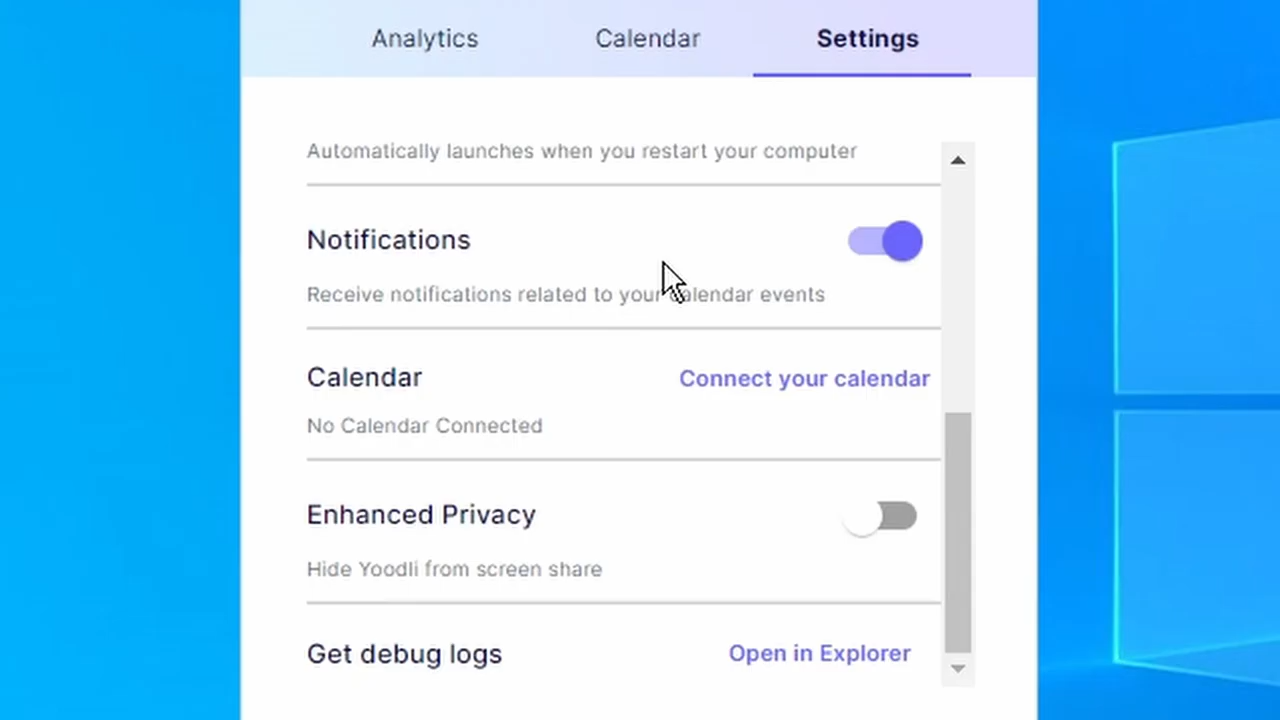 Analytics Calendar Settings
Automatically launches when you restart your computer
Notifications
Receive notifications related to your calendar events
Calendar Connect your calendar
No Calendar Connected
Enhanced Privacy
Hide Yoodli from screen share
Get debug logs Open in Explorer